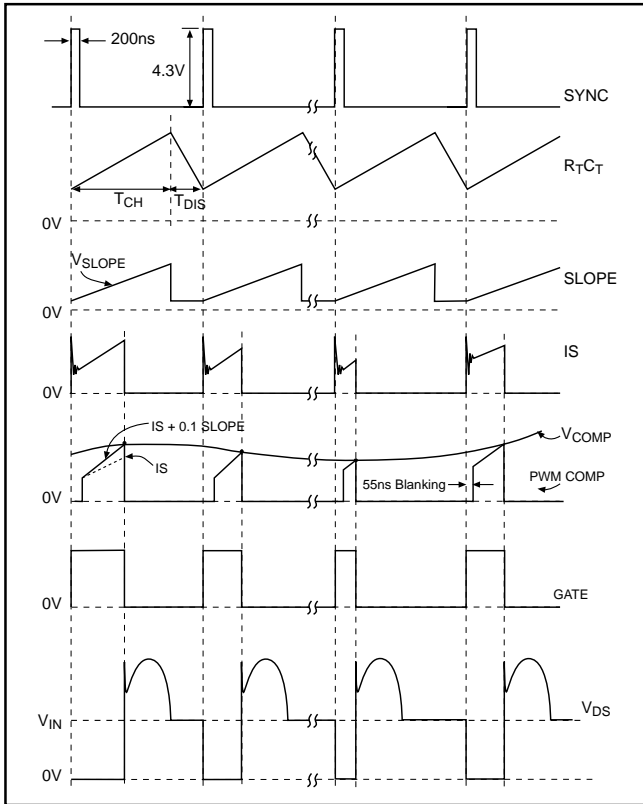 200ns
4.3V
SYNC
RTCT
TCH
TDIS
0V
VSLOPE
SLOPE
0V
IS
0V
IS + 0.1 SLOPE
VCOMP
IS
55ns Blanking
PWM COMP
0V
GATE
0V
VIN
VDS
0V